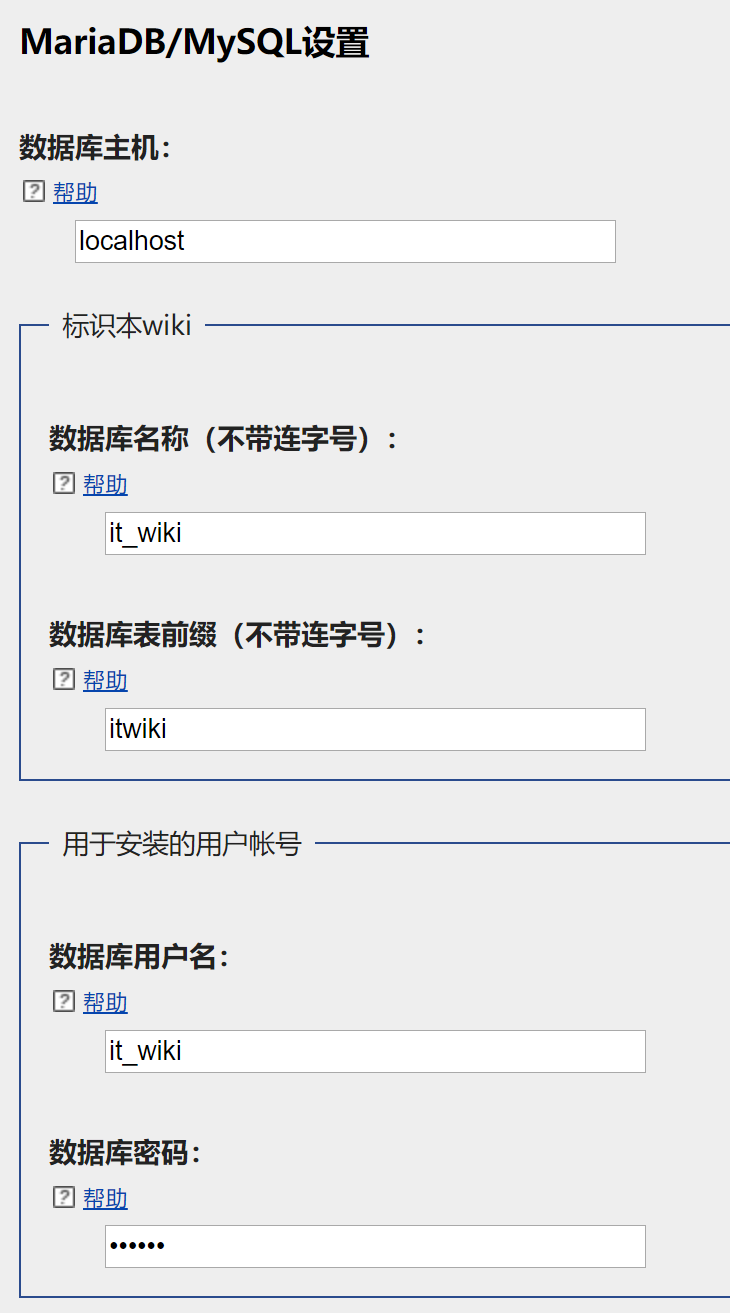 MariaDB/MySQL设置
数据库主机：
? 帮助
localhost
标识本wiki
数据库名称（不带连字号）：
? 帮助
it_wiki
数据库表前缀（不带连字号）：
? 帮助
itwiki
用于安装的用户帐号
数据库用户名：
? 帮助
it_wiki
数据库密码：
? 帮助
••••••